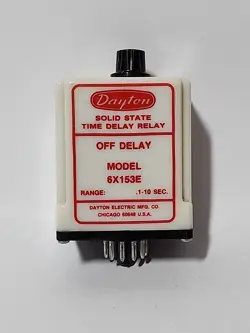 Dayton
SOLID STATE
TIME DELAY RELAY
OFF DELAY
MODEL
6X153E
RANGE: .1-10 SEC.
DAYTON ELECTRIC MFG. CO.
CHICAGO 60648 U.S.A.